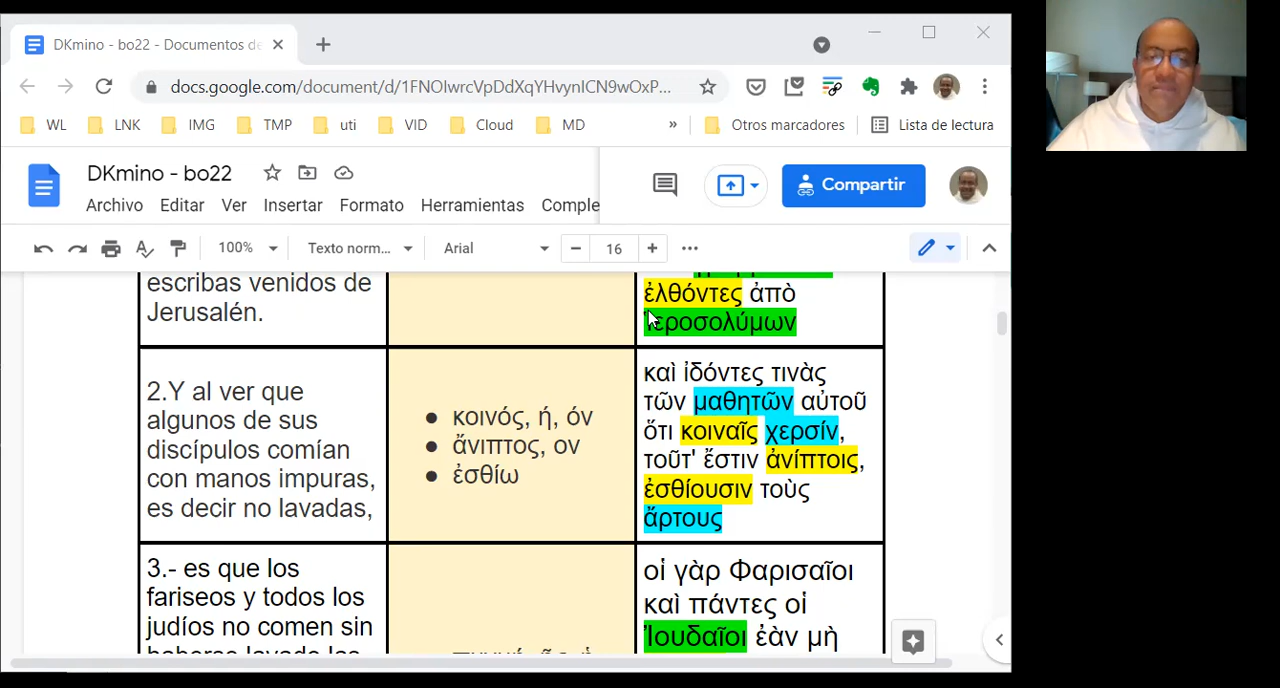 DKmino - bo22 - Documentos de
docs.google.com/document/d/1FNOIwrcVpDdXqYHvynICN9wOxP...
WL LNK IMG TMP uti VID Cloud MD » Otros marcadores Lista de lectura
DKmino - bo22
Compartir
Archivo Editar Ver Insertar Formato Herramientas Comple
100% Texto norm... Arial 16
escribas venidos de
Jerusalén.
ἐλθόντες ἀπὸ
Ἱεροσολύμων
2.Y al ver que
algunos de sus
discípulos comían
con manos impuras,
es decir no lavadas,
● κοινός, ή, όν
● ἄνιπτος, ον
● ἐσθίω
καὶ ἰδόντες τινὰς
τῶν μαθητῶν αὐτοῦ
ὅτι κοιναῖς χερσίν,
τοῦτ' ἔστιν ἀνίπτοις,
ἐσθίουσιν τοὺς
ἄρτους
3.- es que los
fariseos y todos los
judíos no comen sin
οἱ γὰρ Φαρισαῖοι
καὶ πάντες οἱ
Ἰουδαῖοι ἐὰν μὴ